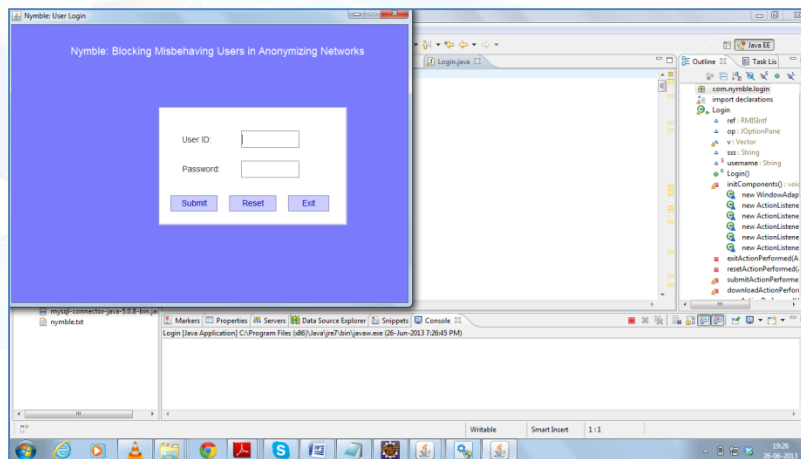 Nymble: User Login
Nymble: Blocking Misbehaving Users in Anonymizing Networks
User ID:
Password:
Submit Reset Exit
Login.java
Java EE
Outline Task Lis
com.nymble.login
import declarations
Login
ref : RMISIntf
op : JOptionPane
v : Vector
sss : String
username : String
Login()
initComponents() : voi
new WindowAdap
new ActionListene
new ActionListene
new ActionListene
new ActionListene
new ActionListene
exitActionPerformed(A
resetActionPerformed(
submitActionPerforme
downloadActionPerfon
mysql-connector-java-5.0.8-bin.ja
nymble.txt
Markers Properties Servers Data Source Explorer Snippets Console
Login [Java Application] C:\Program Files (x86)\Java\jre7\bin\javaw.exe (26-Jun-2013 7:26:45 PM)
Writable Smart Insert 1 : 1
19:26
26-06-2013